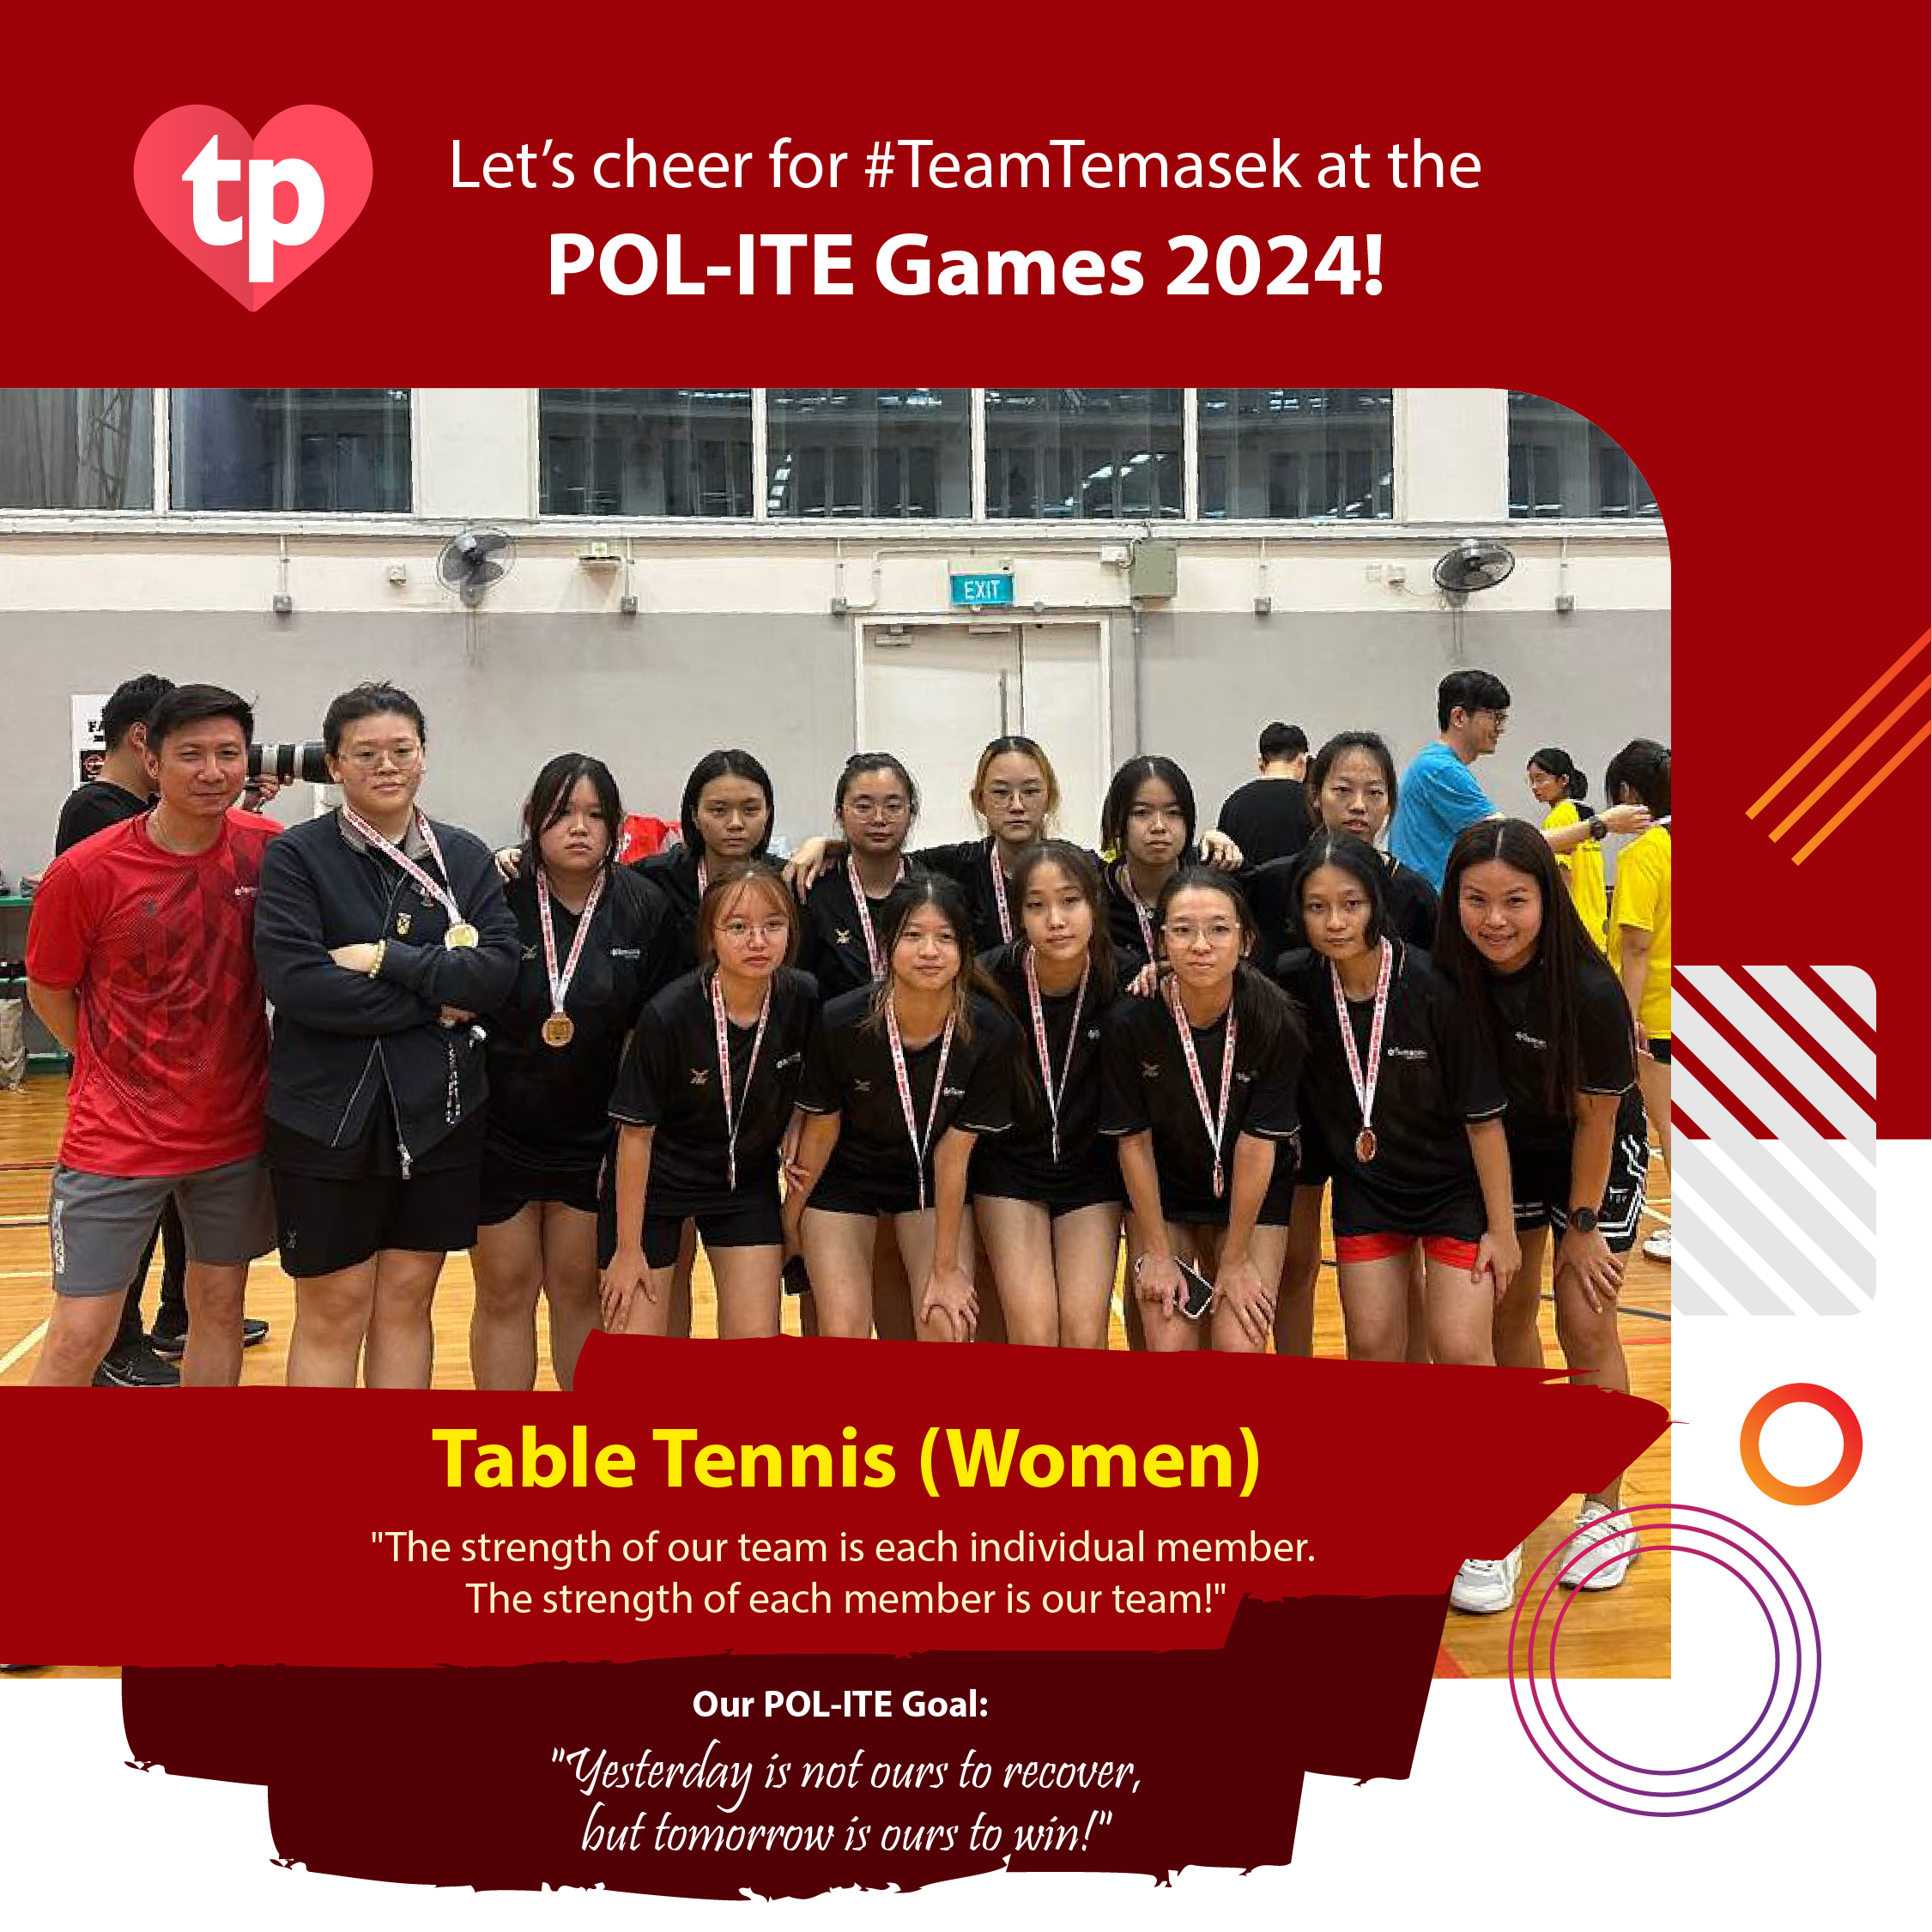 tp
Let’s cheer for #TeamTemasek at the
POL-ITE Games 2024!
EXIT
Table Tennis (Women)
"The strength of our team is each individual member.
The strength of each member is our team!"
Our POL-ITE Goal:
"Yesterday is not ours to recover,
but tomorrow is ours to win!"